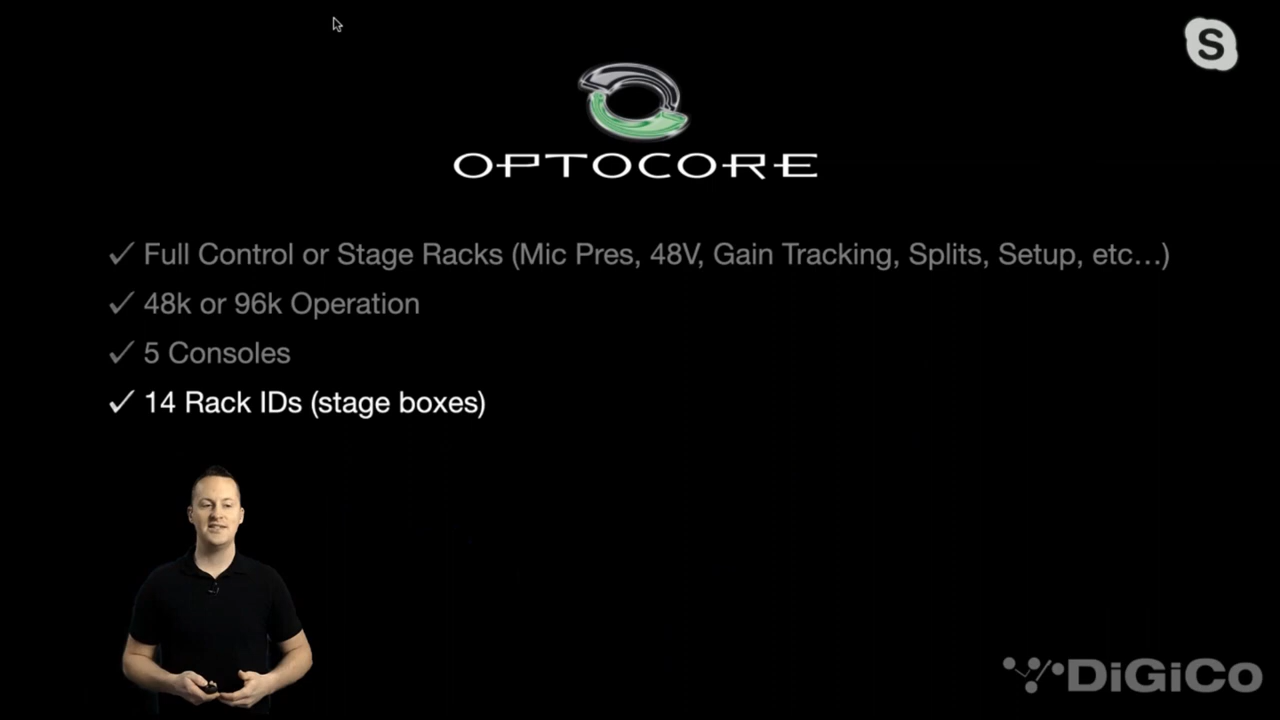 S
OPTOCORE
✓ Full Control or Stage Racks (Mic Pres, 48V, Gain Tracking, Splits, Setup, etc…)
✓ 48k or 96k Operation
✓ 5 Consoles
✓ 14 Rack IDs (stage boxes)
DiGiCo